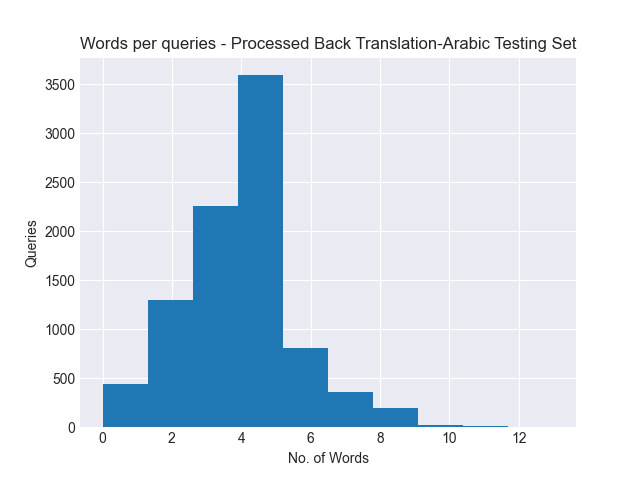 Words per queries - Processed Back Translation-Arabic Testing Set
3500
3000
2500
2000
1500
1000
500
0
Queries
0 2 4 6 8 10 12
No. of Words